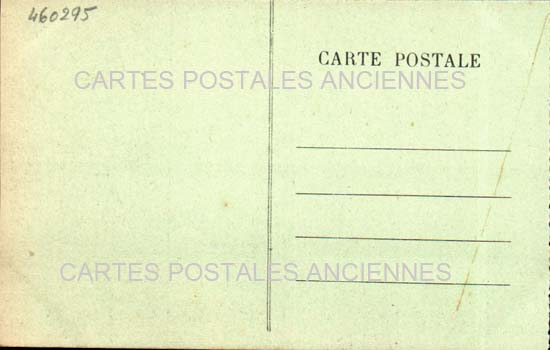 460295
CARTE POSTALE
CARTES POSTALES ANCIENNES
CARTES POSTALES ANCIENNES